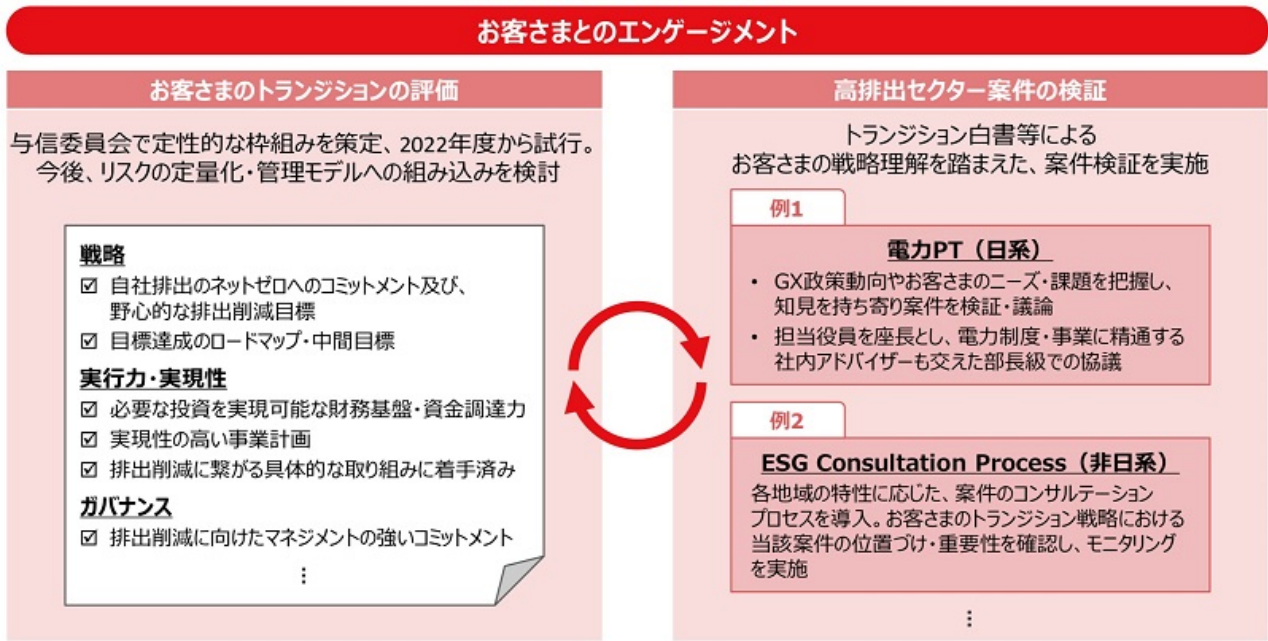 お客さまとのエンゲージメント
お客さまのトランジションの評価
与信委員会で定性的な枠組みを策定、2022年度から試行。
今後、リスクの定量化・管理モデルへの組み込みを検討
戦略
☑ 自社排出のネットゼロへのコミットメント及び、
野心的な排出削減目標
☑ 目標達成のロードマップ・中間目標
実行力・実現性
☑ 必要な投資を実現可能な財務基盤・資金調達力
☑ 実現性の高い事業計画
☑ 排出削減に繋がる具体的な取り組みに着手済み
ガバナンス
☑ 排出削減に向けたマネジメントの強いコミットメント
⋮
高排出セクター案件の検証
トランジション白書等による
お客さまの戦略理解を踏まえた、案件検証を実施
例1
電力PT（日系）
• GX政策動向やお客さまのニーズ・課題を把握し、
知見を持ち寄り案件を検証・議論
• 担当役員を座長とし、電力制度・事業に精通する
社内アドバイザーも交えた部長級での協議
例2
ESG Consultation Process（非日系）
各地域の特性に応じた、案件のコンサルテーション
プロセスを導入。お客さまのトランジション戦略における
当該案件の位置づけ・重要性を確認し、モニタリング
を実施
⋮